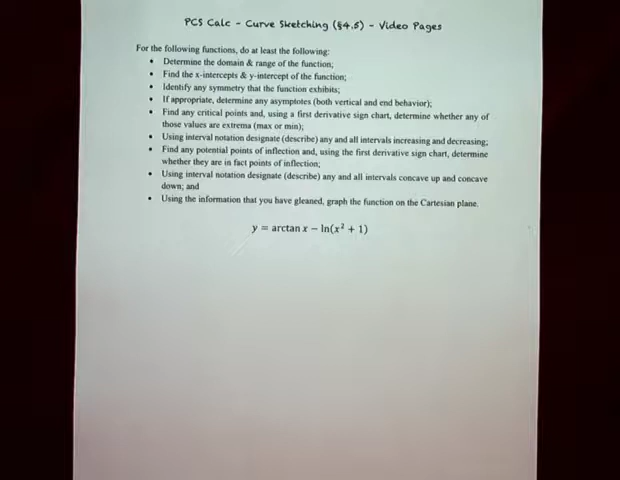 PCS Calc - Curve Sketching (§4.5) - Video Pages
For the following functions, do at least the following:
• Determine the domain & range of the function;
• Find the x-intercepts & y-intercept of the function;
• Identify any symmetry that the function exhibits;
• If appropriate, determine any asymptotes (both vertical and end behavior);
• Find any critical points and, using a first derivative sign chart, determine whether any of
those values are extrema (max or min);
• Using interval notation designate (describe) any and all intervals increasing and decreasing;
• Find any potential points of inflection and, using the first derivative sign chart, determine
whether they are in fact points of inflection;
• Using interval notation designate (describe) any and all intervals concave up and concave
down; and
• Using the information that you have gleaned, graph the function on the Cartesian plane.
y = arctan x − ln(x² + 1)